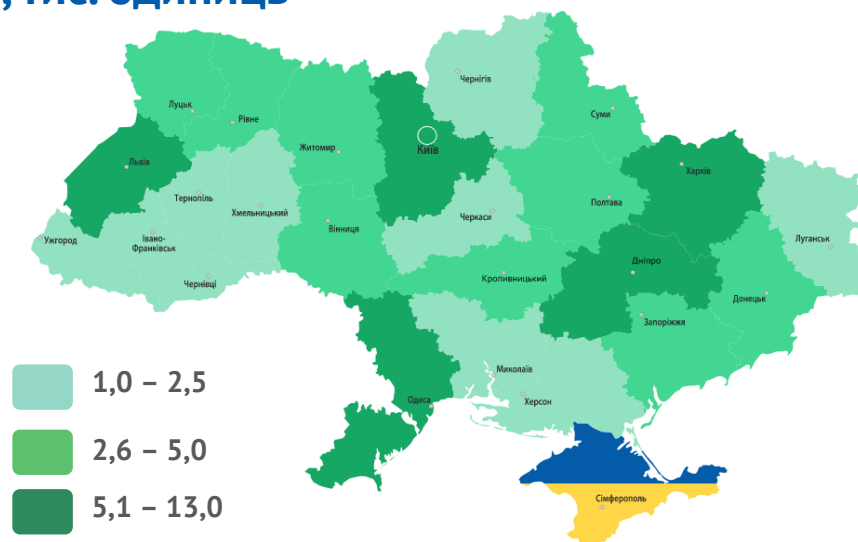 , тис. одиниць
Чернігів
Луцьк
Рівне
Суми
Житомир
Київ
Львів
Харків
Тернопіль
Хмельницький
Черкаси
Полтава
Вінниця
Ужгород
Івано-
Франківськ
Луганськ
Дніпро
Чернівці
Кропивницький
Донецьк
Запоріжжя
Миколаїв
Одеса
Херсон
Сімферополь
1,0 – 2,5
2,6 – 5,0
5,1 – 13,0